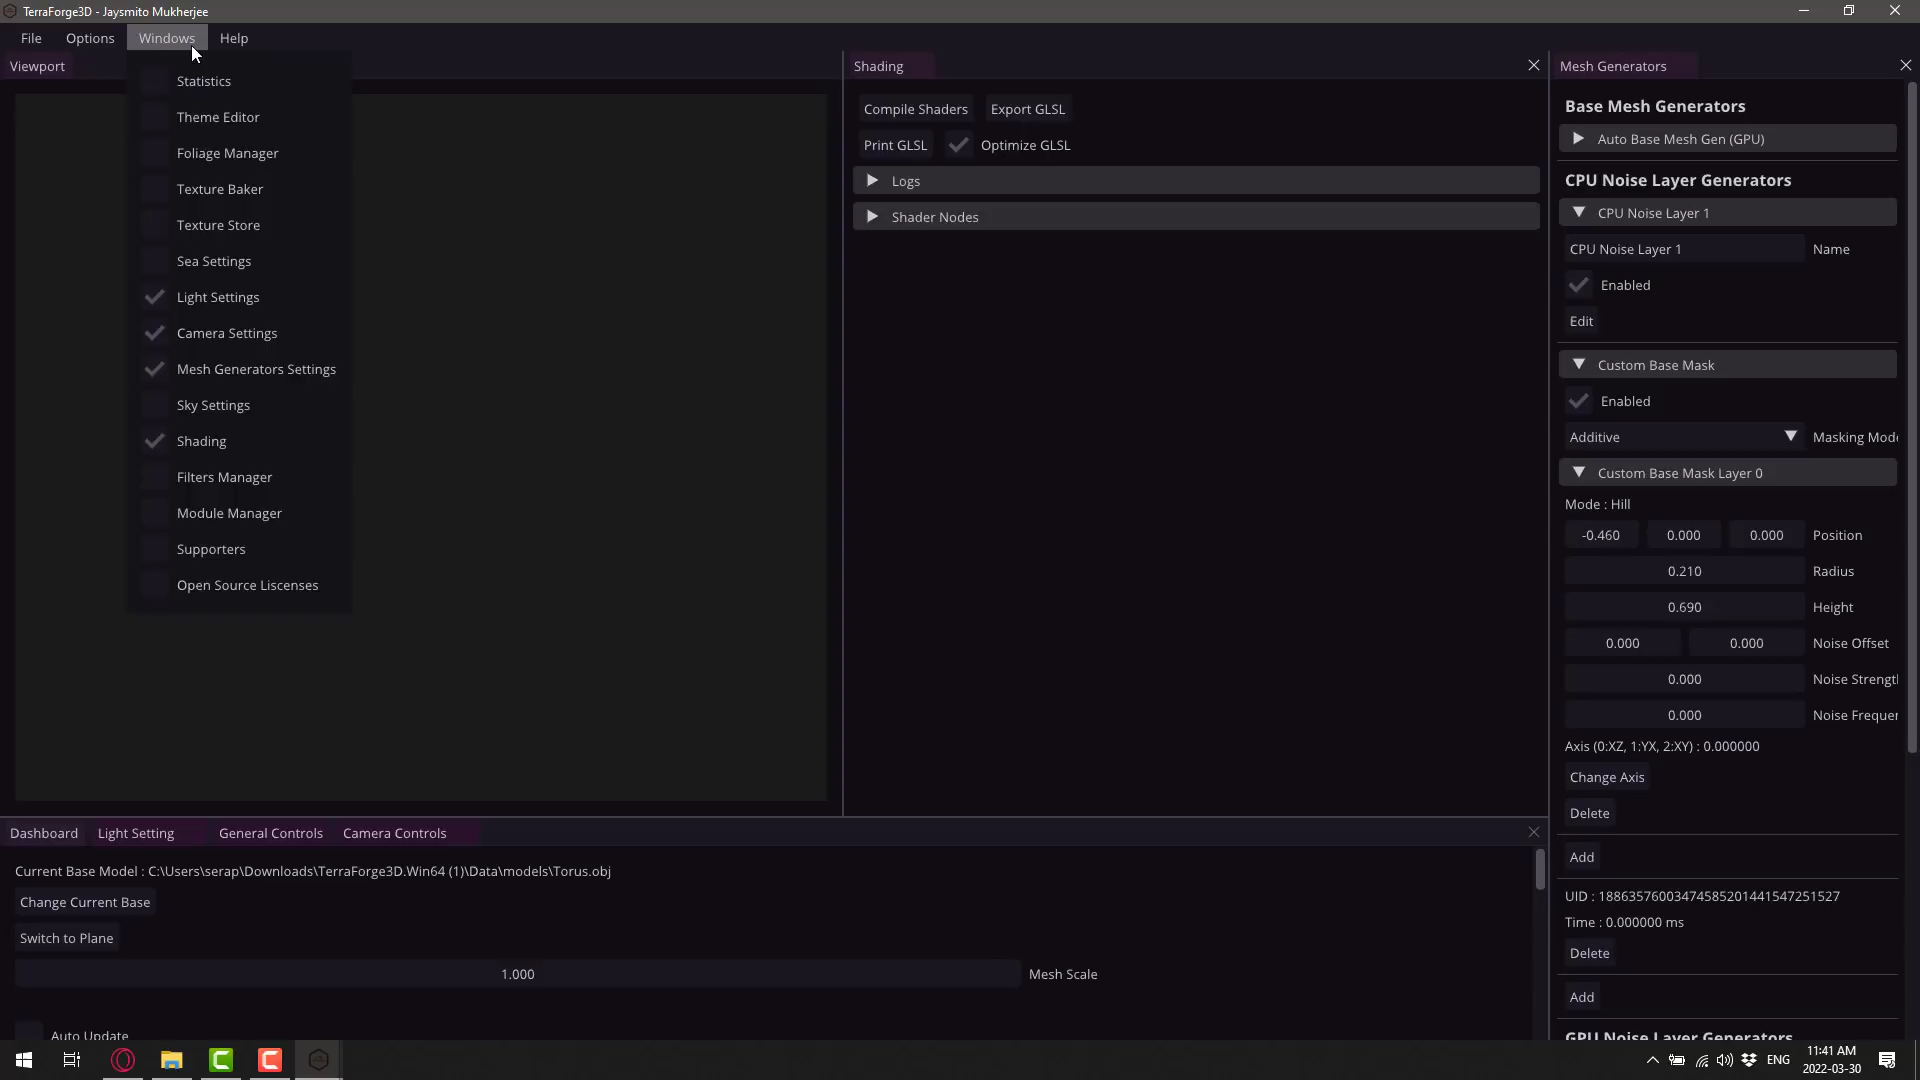 TerraForge3D - Jaysmito Mukherjee
File Options Windows Help
Viewport
Statistics
Theme Editor
Foliage Manager
Texture Baker
Texture Store
Sea Settings
Light Settings
Camera Settings
Mesh Generators Settings
Sky Settings
Shading
Filters Manager
Module Manager
Supporters
Open Source Liscenses
Shading
Compile Shaders Export GLSL
Print GLSL Optimize GLSL
Logs
Shader Nodes
Mesh Generators
Base Mesh Generators
Auto Base Mesh Gen (GPU)
CPU Noise Layer Generators
CPU Noise Layer 1
CPU Noise Layer 1 Name
Enabled
Edit
Custom Base Mask
Enabled
Additive Masking Mode
Custom Base Mask Layer 0
Mode : Hill
-0.460 0.000 0.000 Position
0.210 Radius
0.690 Height
0.000 0.000 Noise Offset
0.000 Noise Strengt
0.000 Noise Frequer
Axis (0:XZ, 1:YX, 2:XY) : 0.000000
Change Axis
Delete
Add
UID : 18863576003474585201441547251527
Time : 0.000000 ms
Delete
Add
GPU Noise Layer Generators
Dashboard Light Setting General Controls Camera Controls
Current Base Model : C:\Users\serap\Downloads\TerraForge3D.Win64 (1)\Data\models\Torus.obj
Change Current Base
Switch to Plane
1.000 Mesh Scale
Auto Update
ENG
11:41 AM
2022-03-30